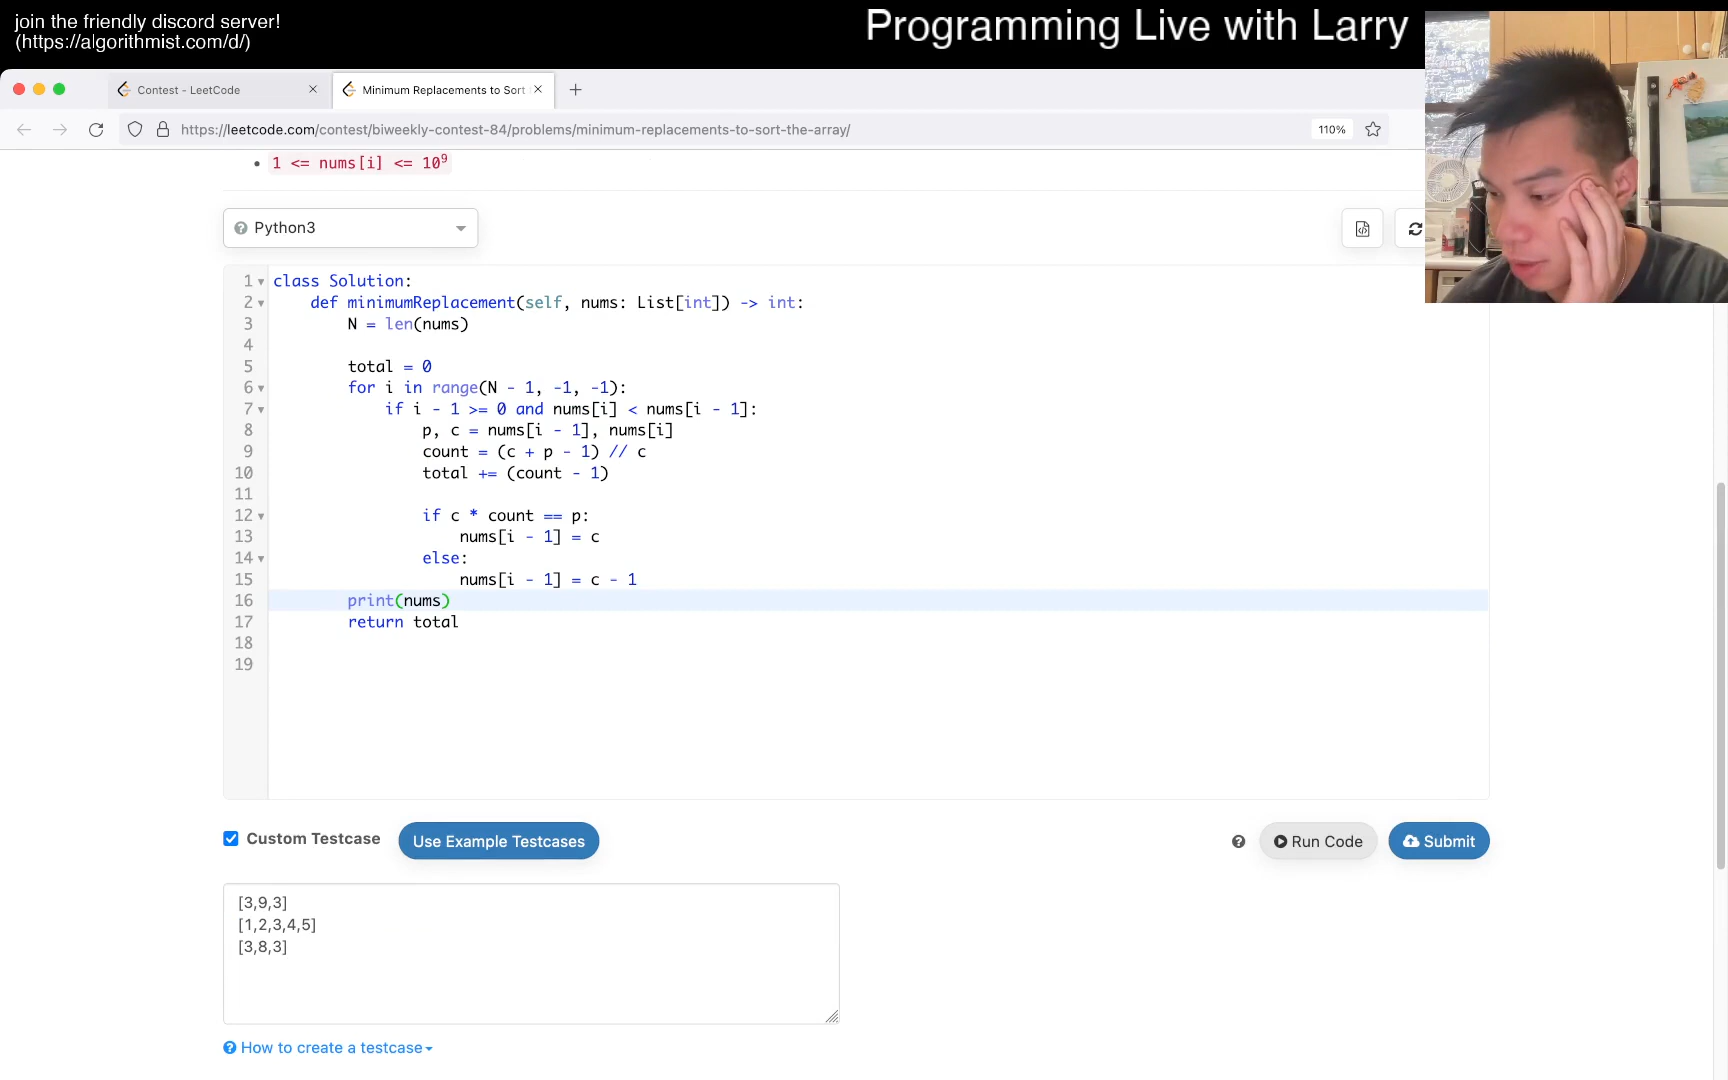 join the friendly discord server!
(https://algorithmist.com/d/)
Programming Live with Larry
Contest - LeetCode
Minimum Replacements to Sort
https://leetcode.com/contest/biweekly-contest-84/problems/minimum-replacements-to-sort-the-array/
110%
1 <= nums[i] <= 10⁹
Python3
1 class Solution:
2 def minimumReplacement(self, nums: List[int]) -> int:
3 N = len(nums)
4
5 total = 0
6 for i in range(N - 1, -1, -1):
7 if i - 1 >= 0 and nums[i] < nums[i - 1]:
8 p, c = nums[i - 1], nums[i]
9 count = (c + p - 1) // c
10 total += (count - 1)
11
12 if c * count == p:
13 nums[i - 1] = c
14 else:
15 nums[i - 1] = c - 1
16 print(nums)
17 return total
18
19
Custom Testcase
Use Example Testcases
Run Code
Submit
[3,9,3]
[1,2,3,4,5]
[3,8,3]
How to create a testcase